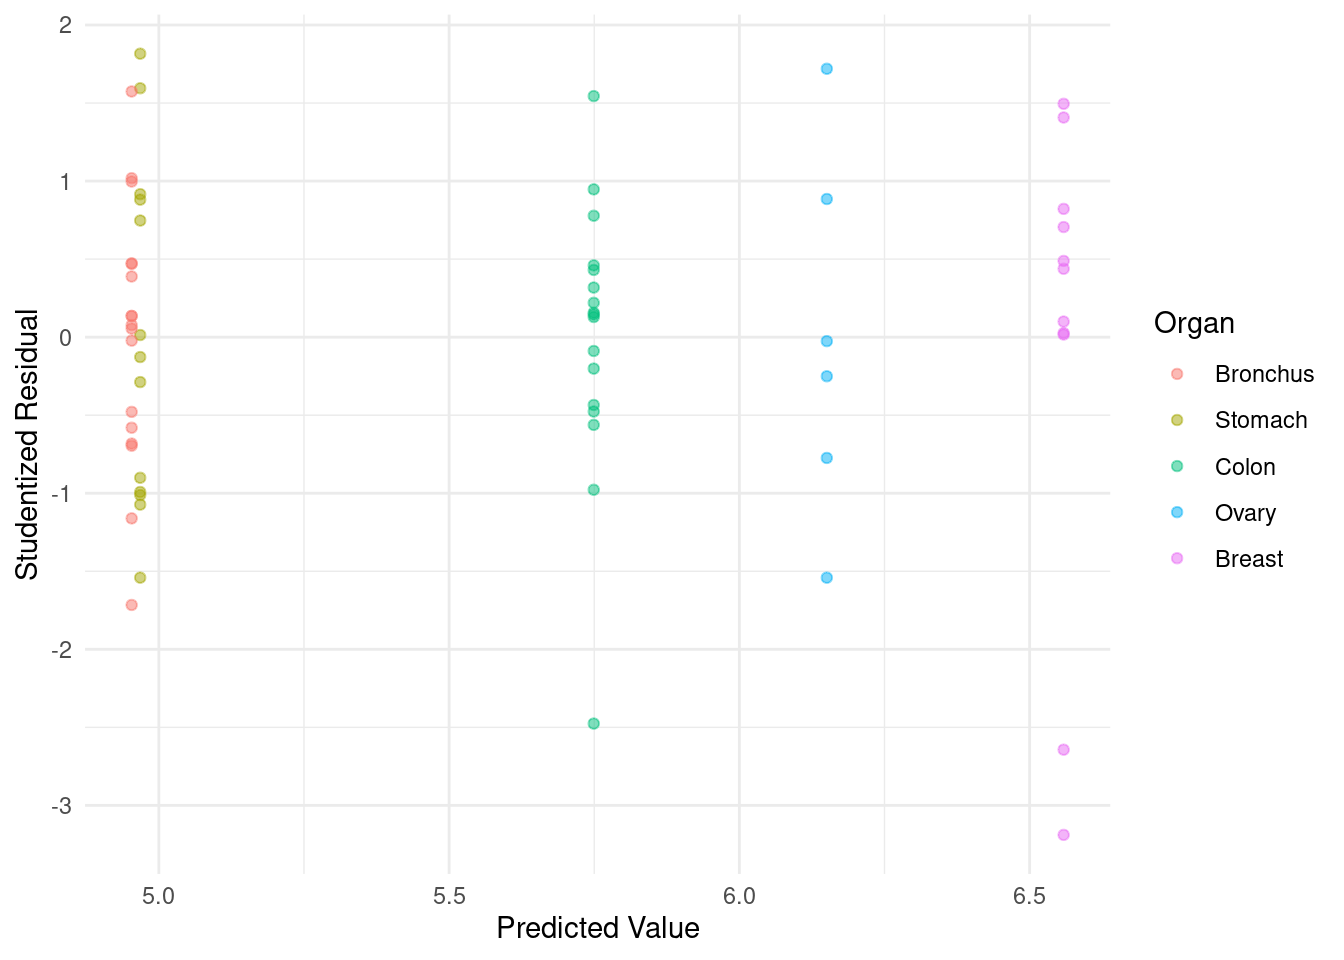 2
1
0
-1
-2
-3
Studentized Residual
5.0 5.5 6.0 6.5
Predicted Value
Organ
Bronchus
Stomach
Colon
Ovary
Breast